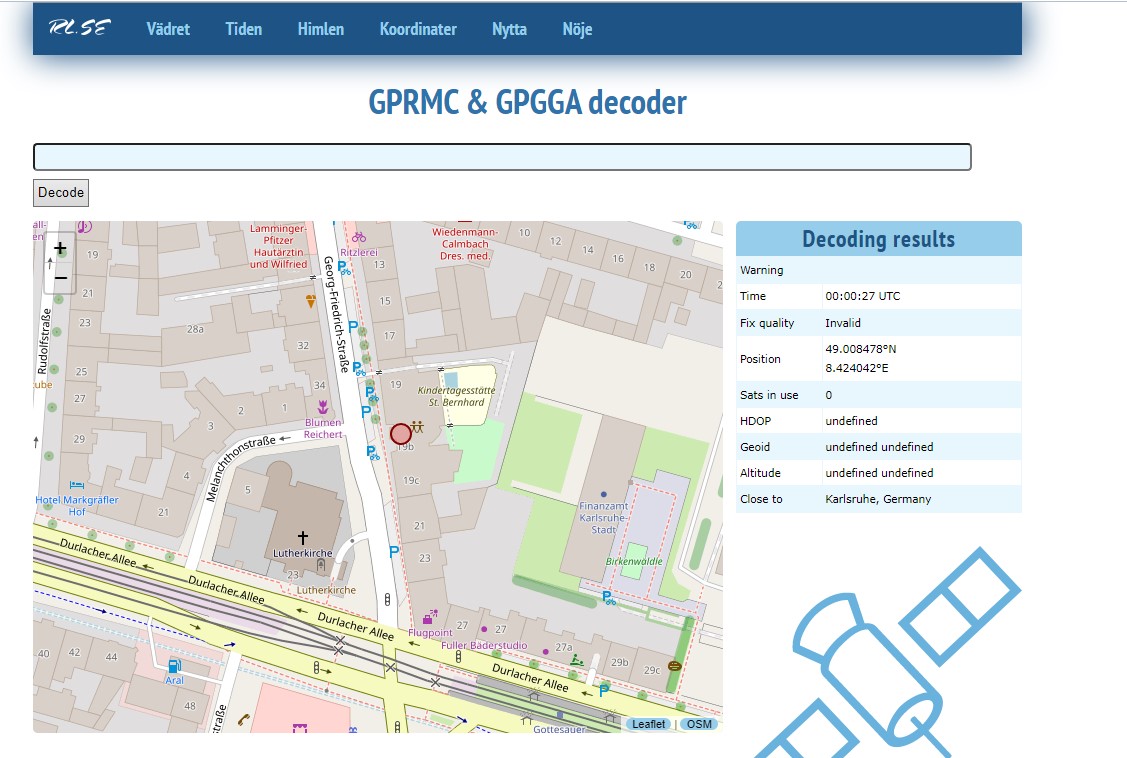 RL.SE Vädret Tiden Himlen Koordinater Nytta Nöje
GPRMC & GPGGA decoder
Decode
Decoding results
Warning
Time 00:00:27 UTC
Fix quality Invalid
Position 49.008478°N
8.424042°E
Sats in use 0
HDOP undefined
Geoid undefined undefined
Altitude undefined undefined
Close to Karlsruhe, Germany
+
−
Lamminger-
Pfitzer
Hautarzt in
und Wilfried
Ritzlerei
Wiedenmann-
Calmbach
Dres. med.
10
12
14
16
18
20
19
21
23
25
27
29
21
13
15
17
19
19b
19c
21
23
28a
32
34
1
2
3
4
5
Rudolfstraße
Georg-Friedrich-Straße
Melanchthonstraße
Kindertagesstätte
St. Bernhard
Blumen
Reichert
Hotel Markgräfler
Hof
Finanzamt
Karlsruhe-
Stadt
Birkenwäldle
Lutherkirche
23
Lutherkirche
Durlacher Allee
Durlacher Allee
Durlacher Allee
Durlacher Allee
Flugpoint
Fuller Bäderstudio
27
27
27a
29b
29c
40
42
44
48
Aral
Gottesauer
Leaflet | OSM